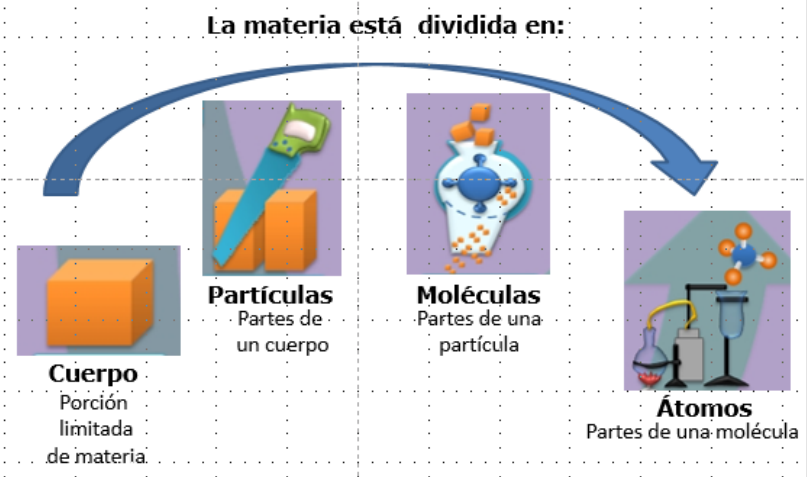 La materia está dividida en:
Cuerpo
Porción
limitada
de materia
Partículas
Partes de
un cuerpo
Moléculas
Partes de una
partícula
Átomos
Partes de una molécula